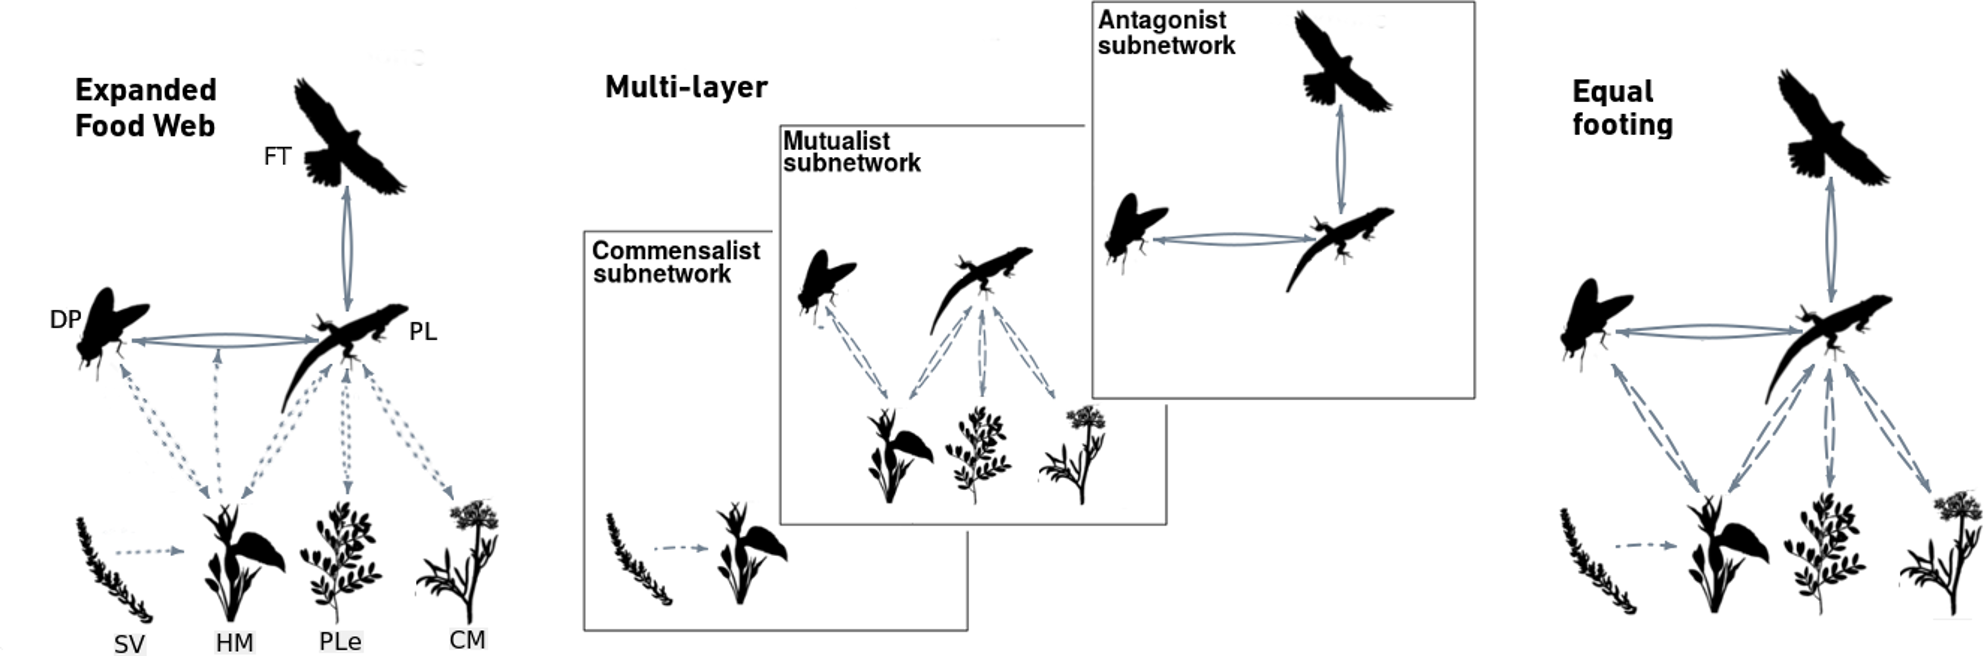 Expanded
Food Web
FT
DP
PL
SV
HM
PLe
CM
Multi-layer
Commensalist
subnetwork
Mutualist
subnetwork
Antagonist
subnetwork
Equal
footing